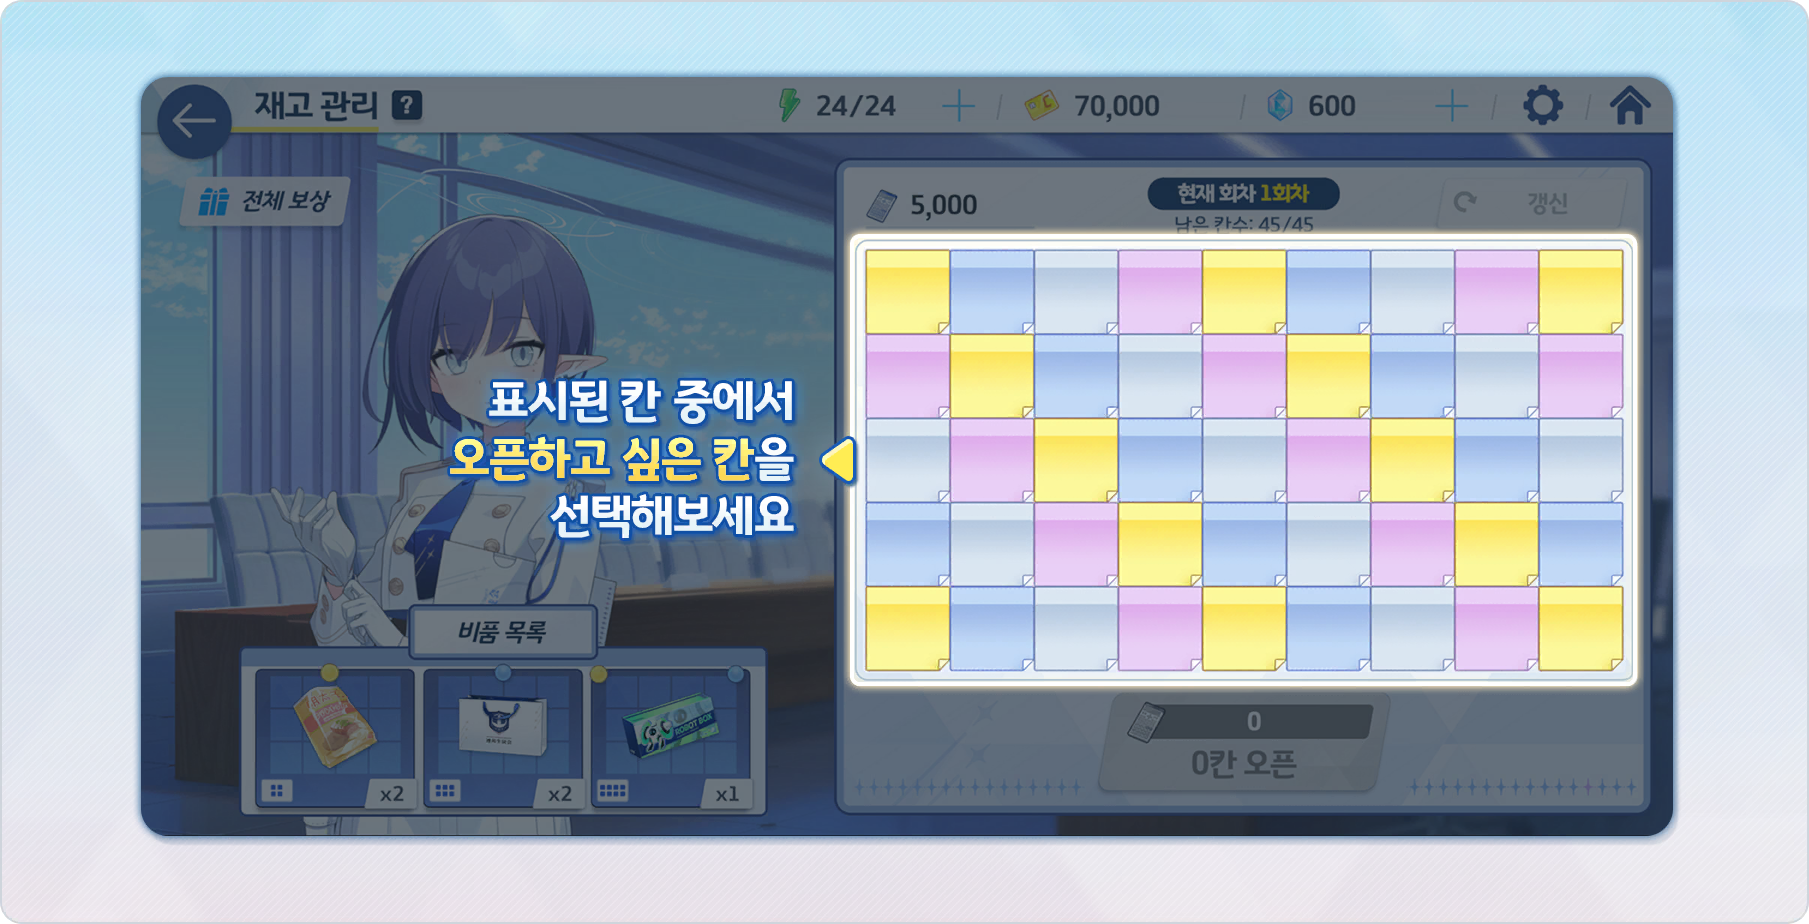 재고 관리 ?
24/24
70,000
600
전체 보상
5,000
현재 회차 1회차
남은 칸수: 45/45
갱신
표시된 칸 중에서
오픈하고 싶은 칸을
선택해보세요
비품 목록
ROBOT BOX
x2
x2
x1
0
0칸 오픈